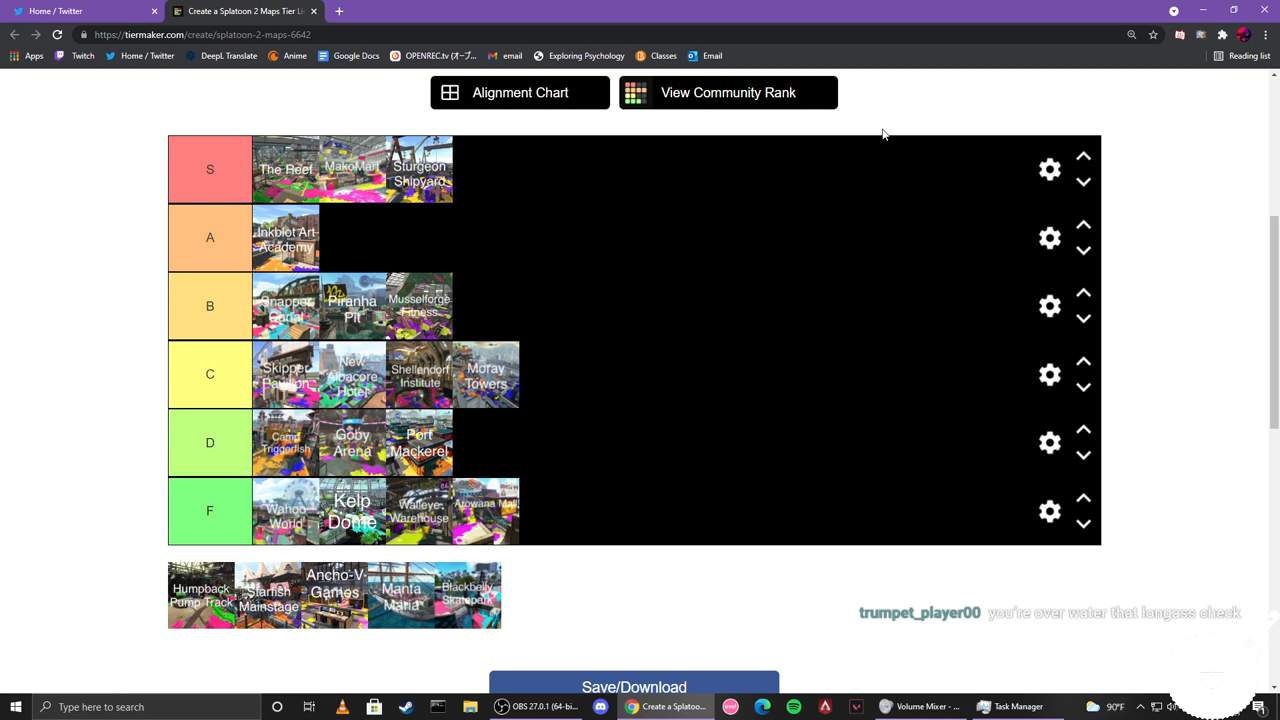 Home / Twitter
Create a Splatoon 2 Maps Tier Li
https://tiermaker.com/create/splatoon-2-maps-6642
Apps
Twitch
Home / Twitter
DeepL Translate
Anime
Google Docs
OPENREC.tv (オープ...
email
Exploring Psychology
Classes
Email
Reading list
Alignment Chart
View Community Rank
S
The Reef
MakoMart
Sturgeon
Shipyard
A
Inkblot Art
Academy
B
Snapper
Canal
Piranha
Pit
Musselforge
Fitness
C
Skipper
Pavilion
New
Albacore
Hotel
Shellendorf
Institute
Moray
Towers
D
Camp
Triggerfish
Goby
Arena
Port
Mackerel
F
Wahoo
World
Kelp
Dome
Walleye
Warehouse
Arowana Mall
Humpback
Pump Track
Starfish
Mainstage
Ancho-V
Games
Manta
Maria
Blackbelly
Skatepark
trumpet_player00 you're over water that longass check
Save/Download
Type here to search
OBS 27.0.1 (64-bi...
Create a Splatoo...
Volume Mixer - ...
Task Manager
90°F